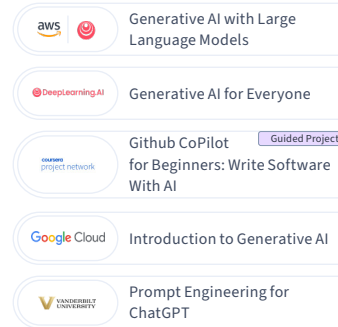 aws
Generative AI with Large
Language Models
DeepLearning.AI
Generative AI for Everyone
Github CoPilot
Guided Project
for Beginners: Write Software
With AI
coursera
project network
Google Cloud
Introduction to Generative AI
VANDERBILT
UNIVERSITY
Prompt Engineering for
ChatGPT